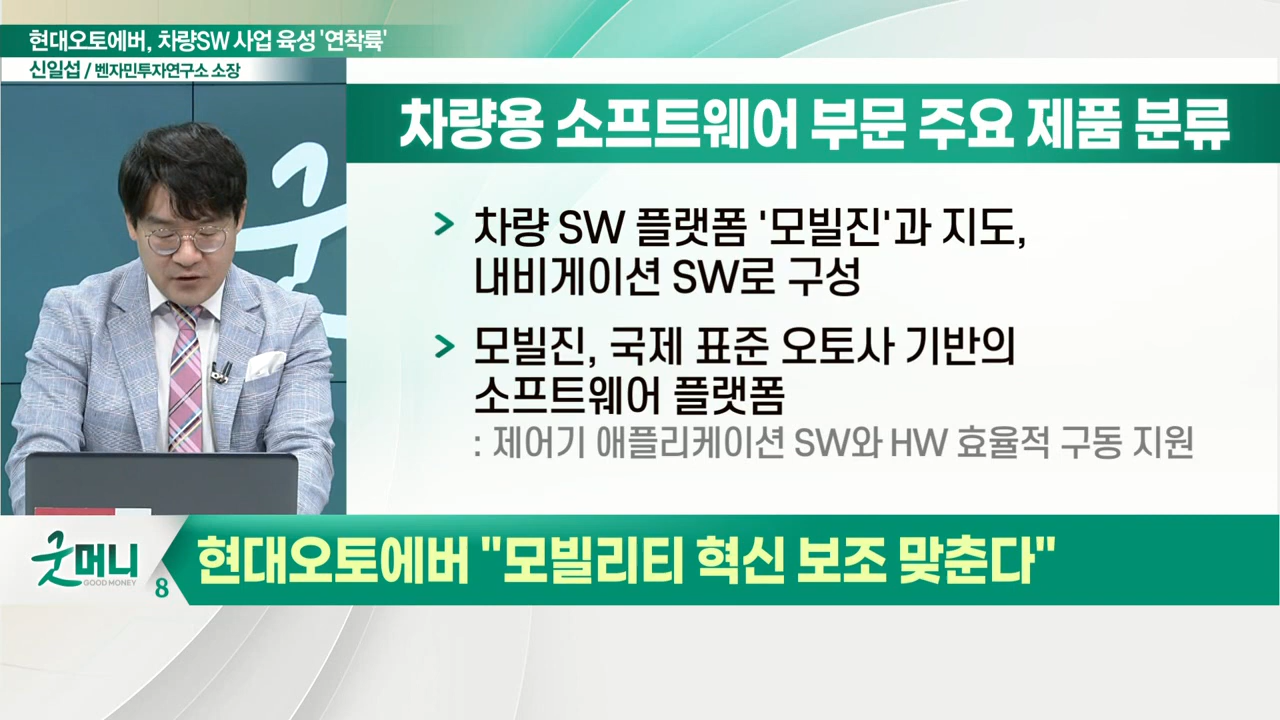 현대오토에버, 차량SW 사업 육성 '연착륙'
신일섭 / 벤자민투자연구소 소장
차량용 소프트웨어 부문 주요 제품 분류
> 차량 SW 플랫폼 '모빌진'과 지도,
내비게이션 SW로 구성
> 모빌진, 국제 표준 오토사 기반의
소프트웨어 플랫폼
: 제어기 애플리케이션 SW와 HW 효율적 구동 지원
굿머니
GOOD MONEY
8
현대오토에버 "모빌리티 혁신 보조 맞춘다"